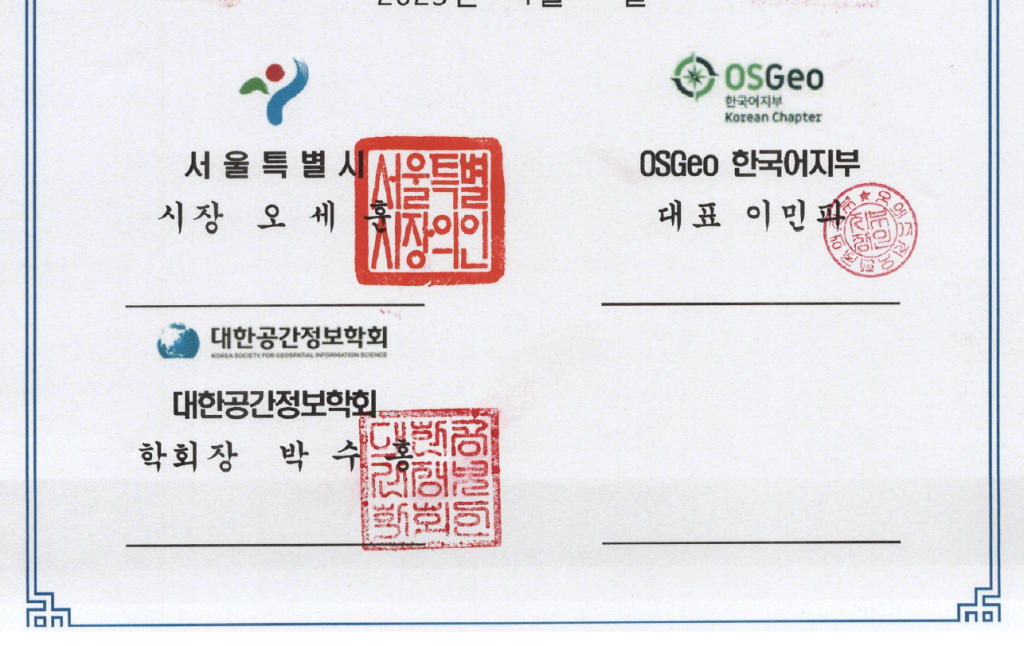 서울특별시
시장 오세훈
서울특별
시장의인
OSGeo
한국어지부
Korean Chapter
OSGeo 한국어지부
대표 이민파
대한공간정보학회
KOREA SOCIETY FOR GEOSPATIAL INFORMATION SCIENCE
대한공간정보학회
학회장 박수홍